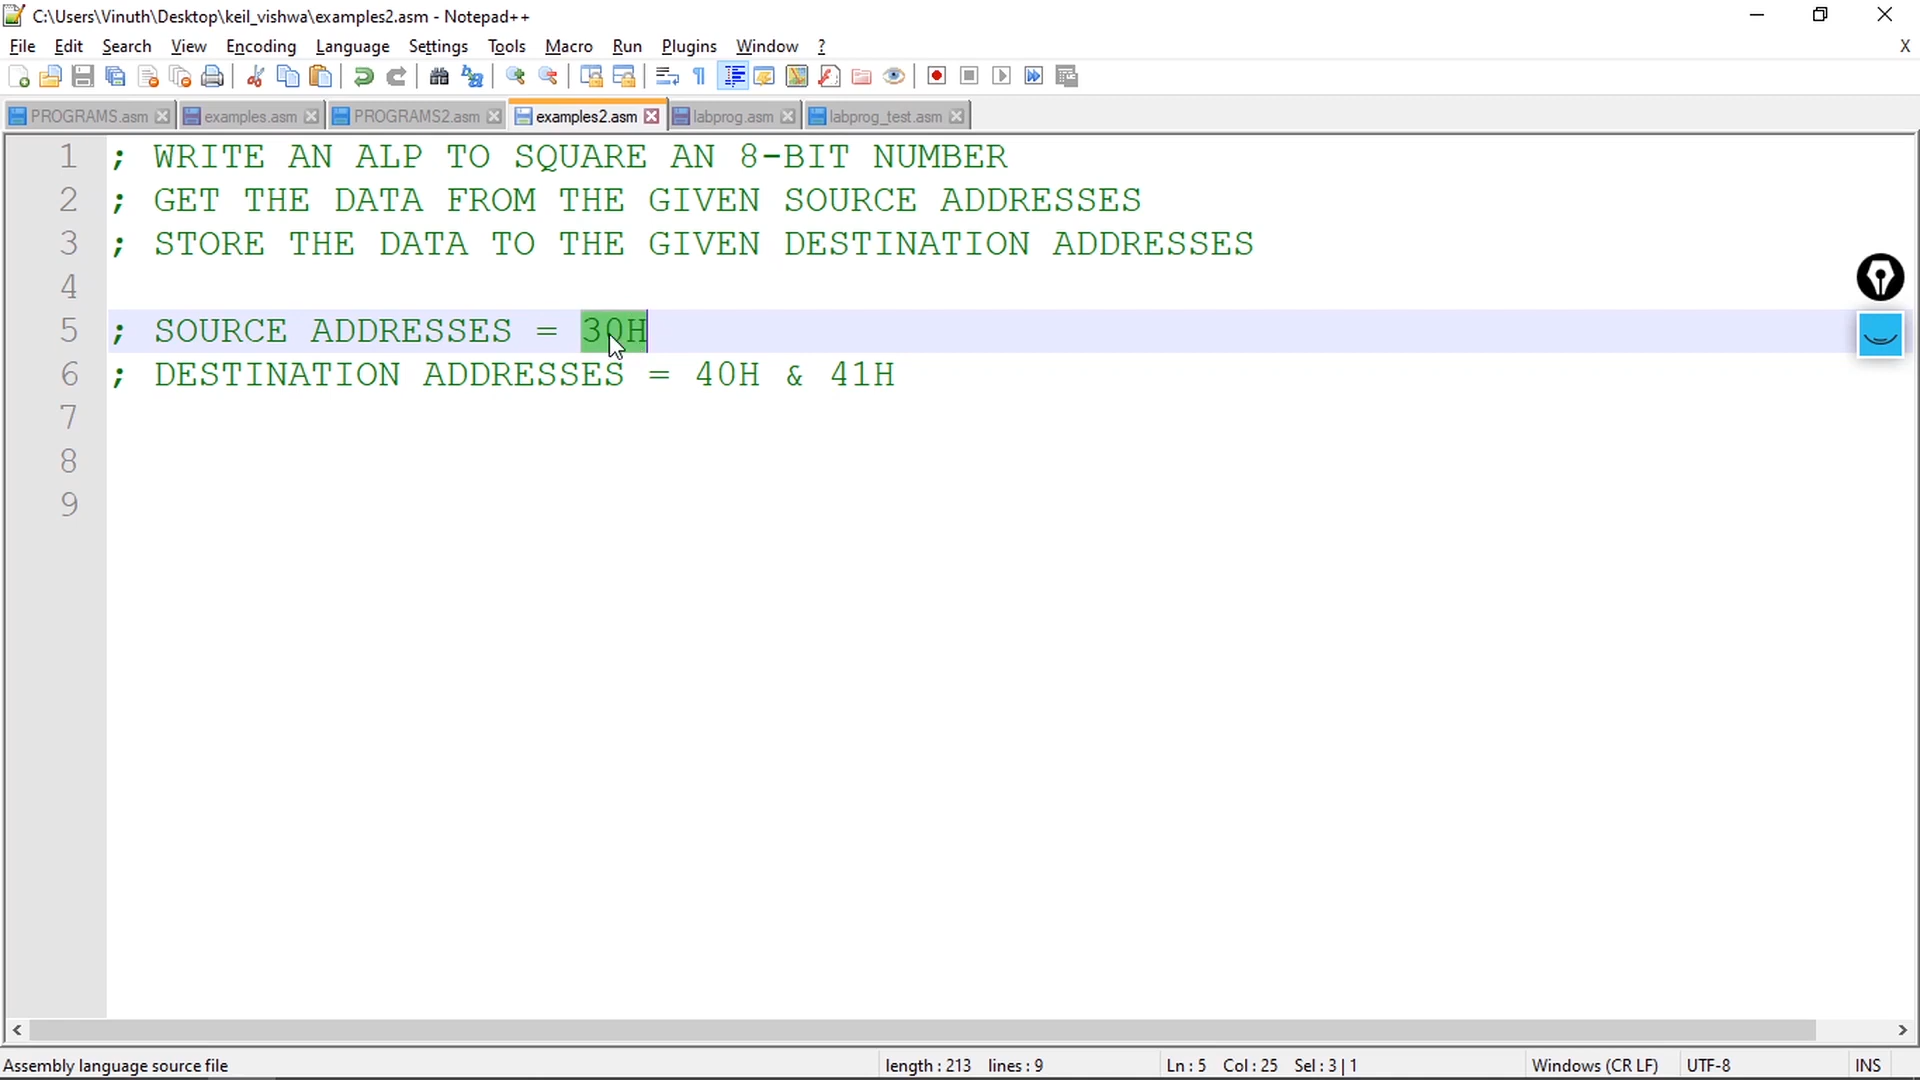 C:\Users\Vinuth\Desktop\keil_vishwa\examples2.asm - Notepad++
File Edit Search View Encoding Language Settings Tools Macro Run Plugins Window ? X
PROGRAMS.asm examples.asm PROGRAMS2.asm examples2.asm labprog.asm labprog_test.asm
1 ; WRITE AN ALP TO SQUARE AN 8-BIT NUMBER
2 ; GET THE DATA FROM THE GIVEN SOURCE ADDRESSES
3 ; STORE THE DATA TO THE GIVEN DESTINATION ADDRESSES
4
5 ; SOURCE ADDRESSES = 30H
6 ; DESTINATION ADDRESSES = 40H & 41H
7
8
9
Assembly language source file length : 213 lines : 9 Ln : 5 Col : 25 Sel : 3 | 1 Windows (CR LF) UTF-8 INS